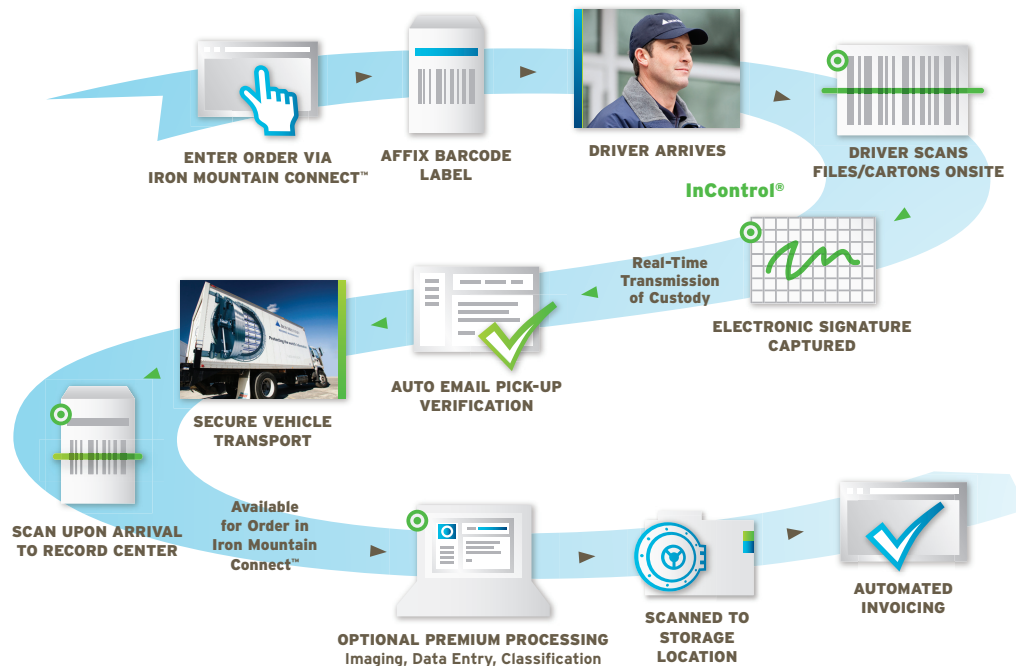 ENTER ORDER VIA
IRON MOUNTAIN CONNECT™
AFFIX BARCODE
LABEL
DRIVER ARRIVES
DRIVER SCANS
FILES/CARTONS ONSITE
InControl®
Real-Time
Transmission
of Custody
ELECTRONIC SIGNATURE
CAPTURED
AUTO EMAIL PICK-UP
VERIFICATION
SECURE VEHICLE
TRANSPORT
SCAN UPON ARRIVAL
TO RECORD CENTER
Available
for Order in
Iron Mountain
Connect™
OPTIONAL PREMIUM PROCESSING
Imaging, Data Entry, Classification
SCANNED TO
STORAGE
LOCATION
AUTOMATED
INVOICING